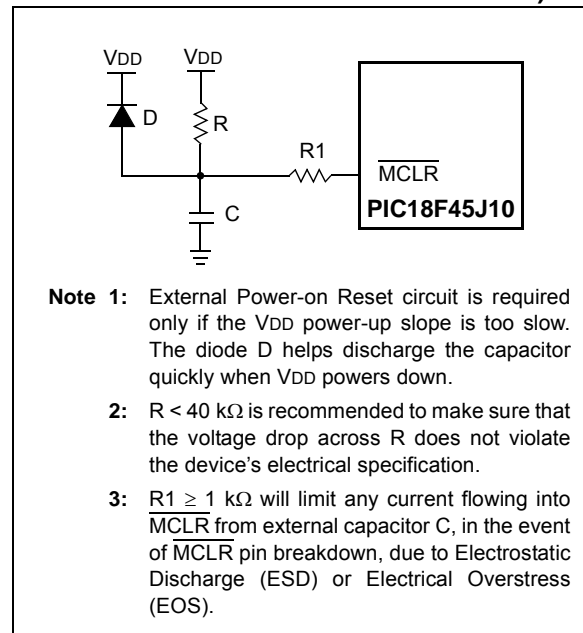 VDD VDD
D R
R1
C
MCLR
PIC18F45J10
Note 1: External Power-on Reset circuit is required
only if the VDD power-up slope is too slow.
The diode D helps discharge the capacitor
quickly when VDD powers down.
2: R < 40 kΩ is recommended to make sure that
the voltage drop across R does not violate
the device's electrical specification.
3: R1 ≥ 1 kΩ will limit any current flowing into
MCLR from external capacitor C, in the event
of MCLR pin breakdown, due to Electrostatic
Discharge (ESD) or Electrical Overstress
(EOS).